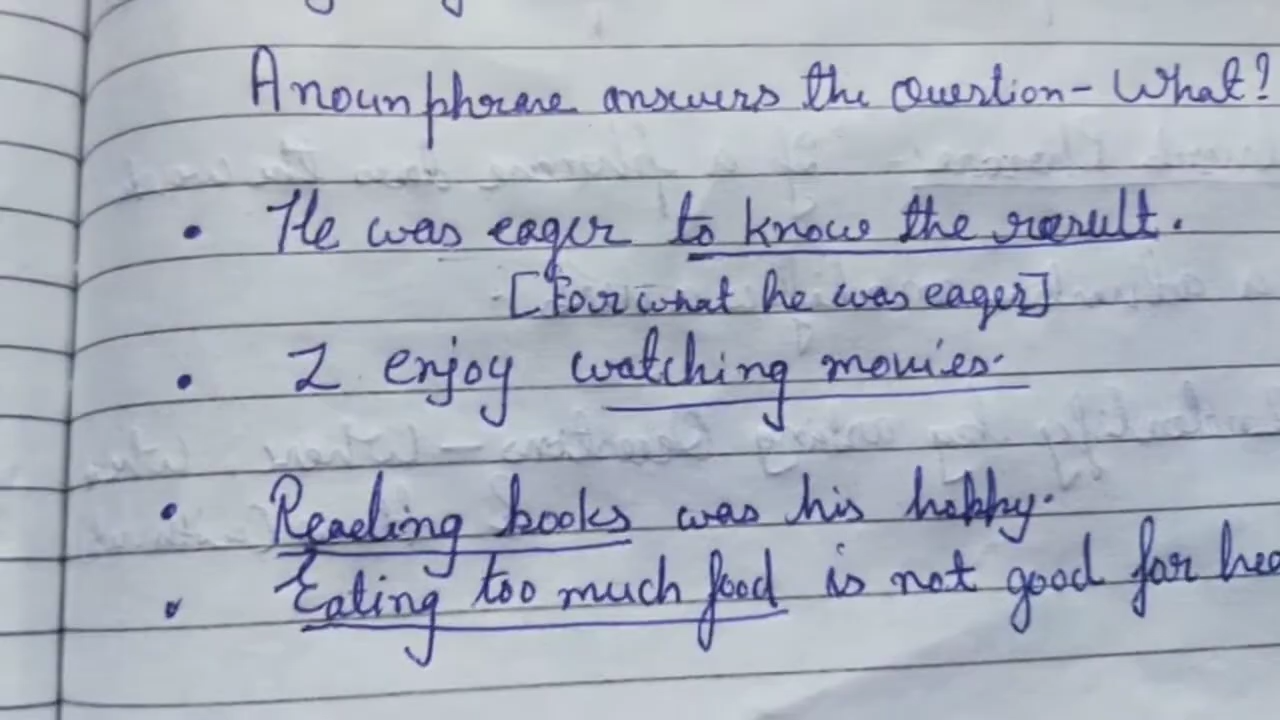 A noun phrase answers the Question - What?
• He was eager to know the result.
[For what he was eager]
• I enjoy watching movies.
• Reading books was his hobby.
• Eating too much food is not good for hea